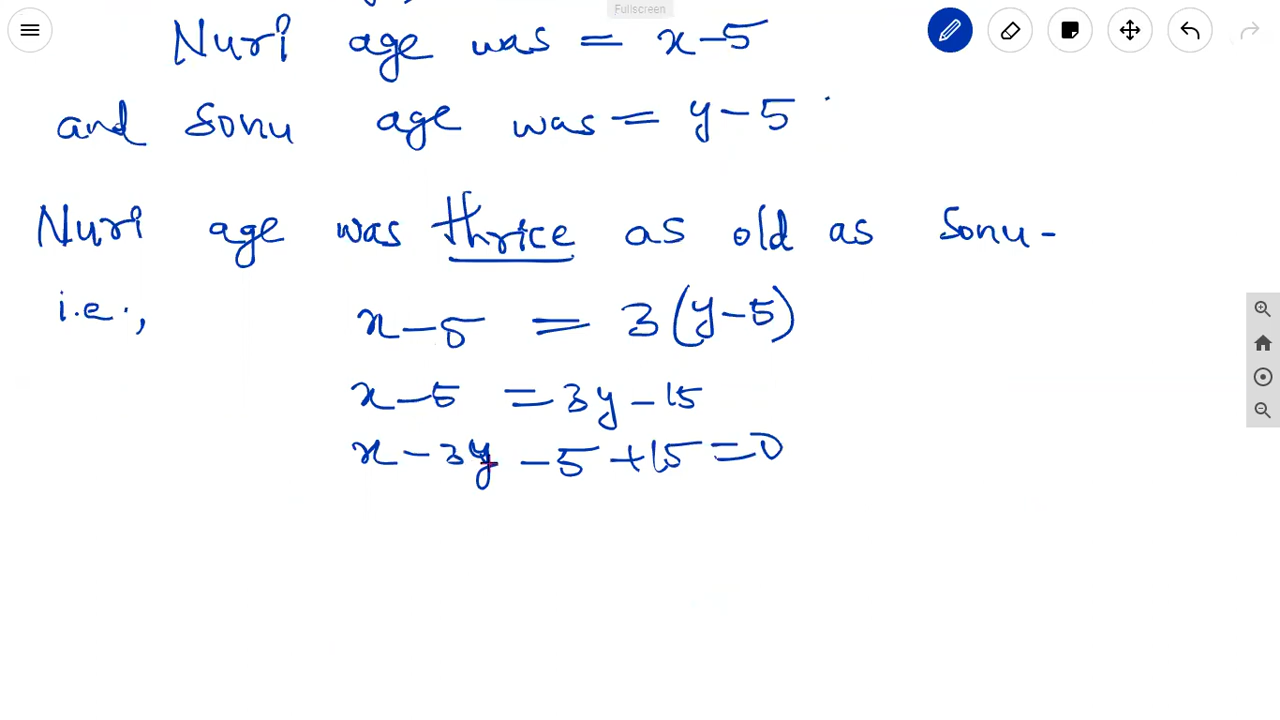 Fullscreen
Nuri age was = x-5
and Sonu age was = y-5
Nuri age was thrice as old as Sonu -
i.e., x-5 = 3(y-5)
x-5 = 3y-15
x-3y-5+15=0